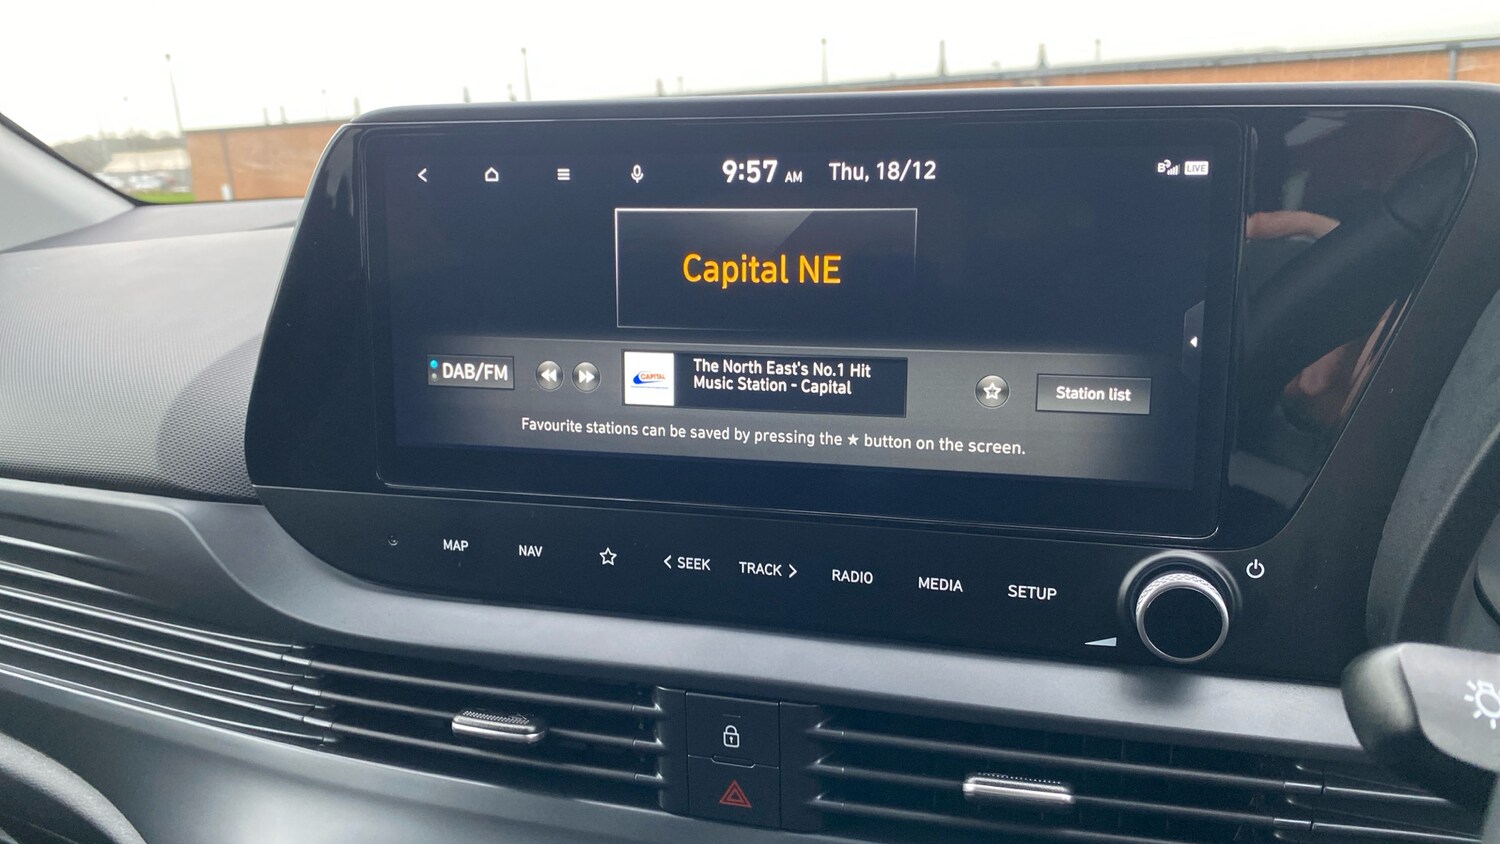 9:57 AM Thu, 18/12
LIVE
Capital NE
DAB/FM
CAPITAL
The North East's No.1 Hit
Music Station - Capital
Station list
Favourite stations can be saved by pressing the ★ button on the screen.
MAP
NAV
< SEEK
TRACK >
RADIO
MEDIA
SETUP